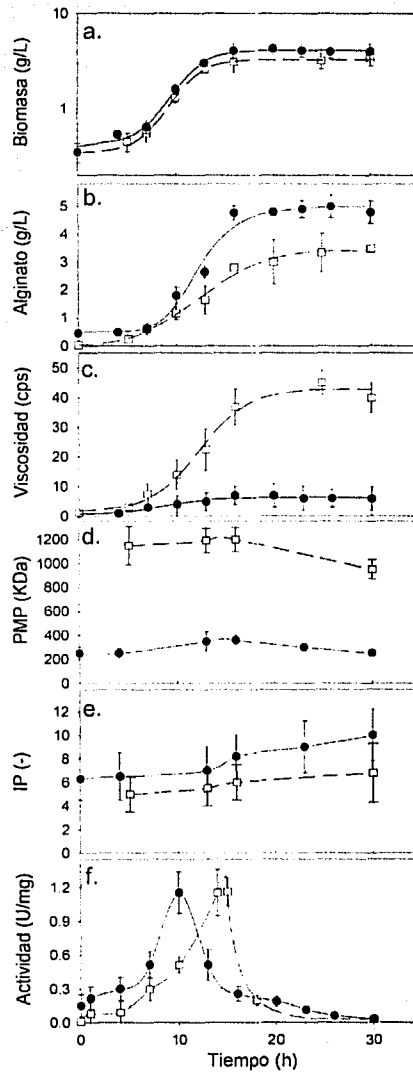 a.
Biomasa (g/L)
10
1
b.
Alginato (g/L)
5
4
3
2
1
0
c.
Viscosidad (cps)
50
40
30
20
10
0
d.
PMP (KDa)
1200
1000
800
600
400
200
0
e.
IP (-)
12
10
8
6
4
2
0
f.
Actividad (U/mg)
1.2
0.9
0.6
0.3
0.0
0 10 20 30
Tiempo (h)